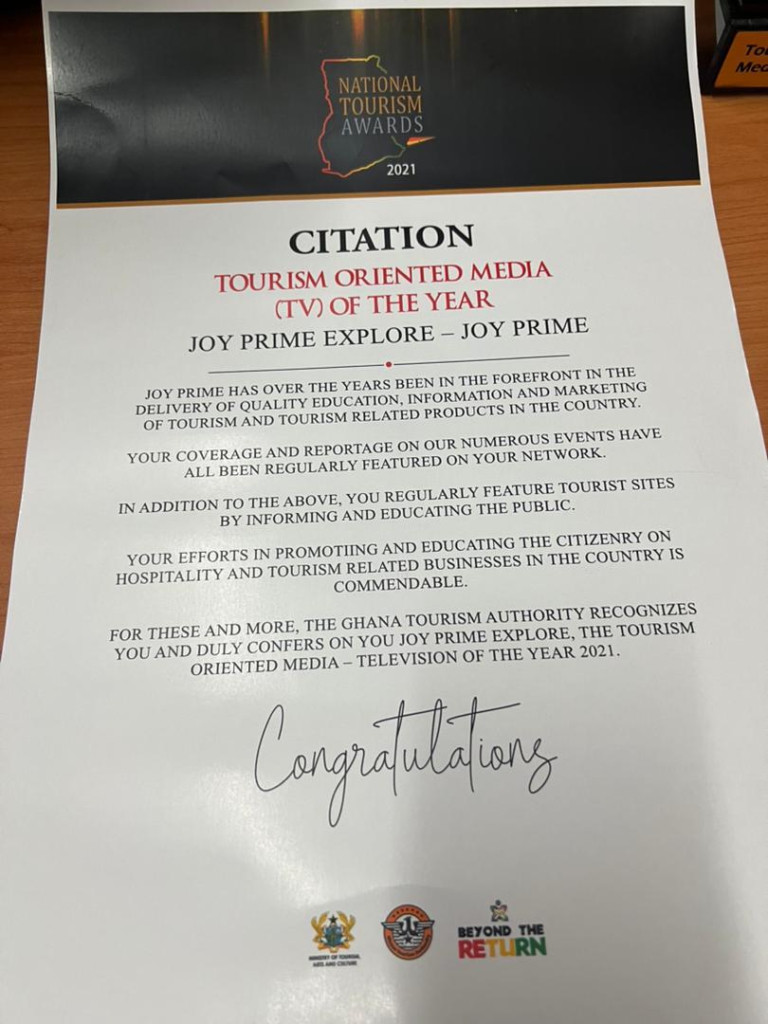 NATIONAL
TOURISM
AWARDS
2021
CITATION
TOURISM ORIENTED MEDIA
(TV) OF THE YEAR
JOY PRIME EXPLORE – JOY PRIME
JOY PRIME HAS OVER THE YEARS BEEN IN THE FOREFRONT IN THE
DELIVERY OF QUALITY EDUCATION, INFORMATION AND MARKETING
OF TOURISM AND TOURISM RELATED PRODUCTS IN THE COUNTRY.
YOUR COVERAGE AND REPORTAGE ON OUR NUMEROUS EVENTS HAVE
ALL BEEN REGULARLY FEATURED ON YOUR NETWORK.
IN ADDITION TO THE ABOVE, YOU REGULARLY FEATURE TOURIST SITES
BY INFORMING AND EDUCATING THE PUBLIC.
YOUR EFFORTS IN PROMOTIING AND EDUCATING THE CITIZENRY ON
HOSPITALITY AND TOURISM RELATED BUSINESSES IN THE COUNTRY IS
COMMENDABLE.
FOR THESE AND MORE, THE GHANA TOURISM AUTHORITY RECOGNIZES
YOU AND DULY CONFERS ON YOU JOY PRIME EXPLORE, THE TOURISM
ORIENTED MEDIA – TELEVISION OF THE YEAR 2021.
Congratulations
MINISTRY OF TOURISM,
ARTS AND CULTURE
BEYOND THE
RETURN